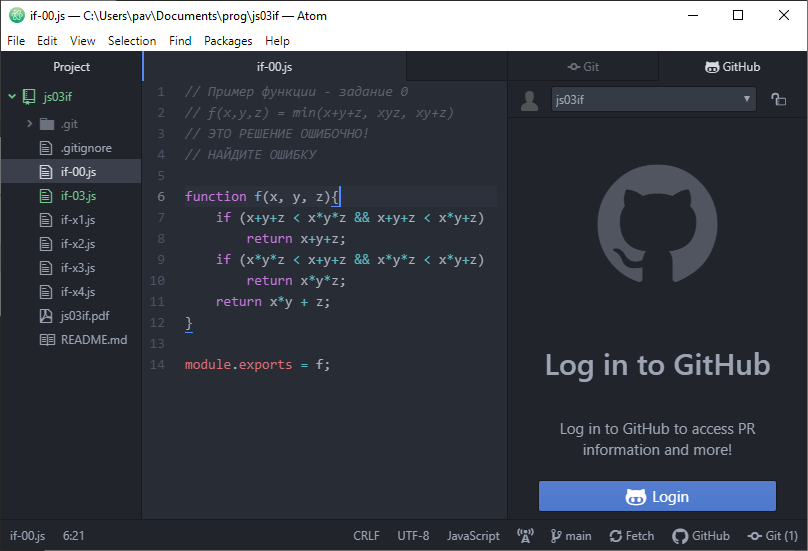 if-00.js — C:\Users\pav\Documents\prog\js03if — Atom
File Edit View Selection Find Packages Help
Project
js03if
.git
.gitignore
if-00.js
if-03.js
if-x1.js
if-x2.js
if-x3.js
if-x4.js
js03if.pdf
README.md
if-00.js
1 // Пример функции - задание 0
2 // f(x,y,z) = min(x+y+z, xyz, xy+z)
3 // ЭТО РЕШЕНИЕ ОШИБОЧНО!
4 // НАЙДИТЕ ОШИБКУ
5
6 function f(x, y, z){
7 if (x+y+z < x*y*z && x+y+z < x*y+z)
8 return x+y+z;
9 if (x*y*z < x+y+z && x*y*z < x*y+z)
10 return x*y*z;
11 return x*y + z;
12 }
13
14 module.exports = f;
Git GitHub
js03if
Log in to GitHub
Log in to GitHub to access PR
information and more!
Login
if-00.js 6:21 CRLF UTF-8 JavaScript main Fetch GitHub Git (1)